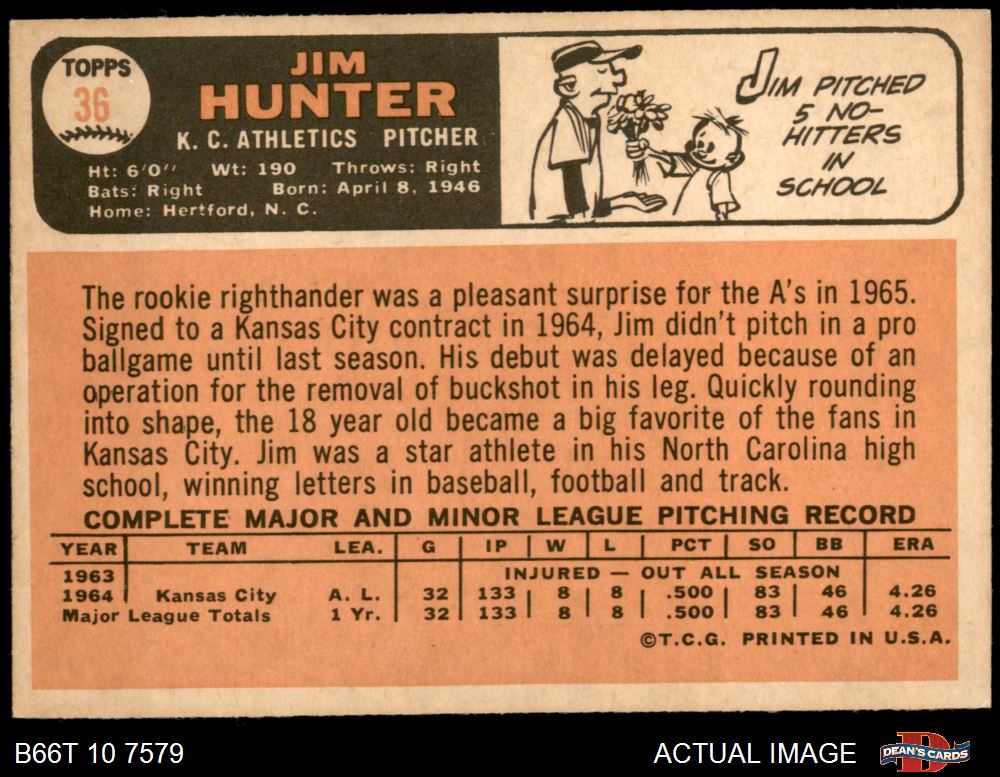 TOPPS
36
JIM
HUNTER
K. C. ATHLETICS PITCHER
Ht: 6'0" Wt: 190 Throws: Right
Bats: Right Born: April 8, 1946
Home: Hertford, N. C.
JIM PITCHED
5 NO-
HITTERS
IN
SCHOOL
The rookie righthander was a pleasant surprise for the A's in 1965.
Signed to a Kansas City contract in 1964, Jim didn't pitch in a pro
ballgame until last season. His debut was delayed because of an
operation for the removal of buckshot in his leg. Quickly rounding
into shape, the 18 year old became a big favorite of the fans in
Kansas City. Jim was a star athlete in his North Carolina high
school, winning letters in baseball, football and track.
COMPLETE MAJOR AND MINOR LEAGUE PITCHING RECORD
YEAR TEAM LEA. G IP W L PCT SO BB ERA
1963 INJURED — OUT ALL SEASON
1964 Kansas City A. L. 32 133 8 8 .500 83 46 4.26
Major League Totals 1 Yr. 32 133 8 8 .500 83 46 4.26
©T.C.G. PRINTED IN U.S.A.
B66T 10 7579 ACTUAL IMAGE
D
DEAN'S CARDS